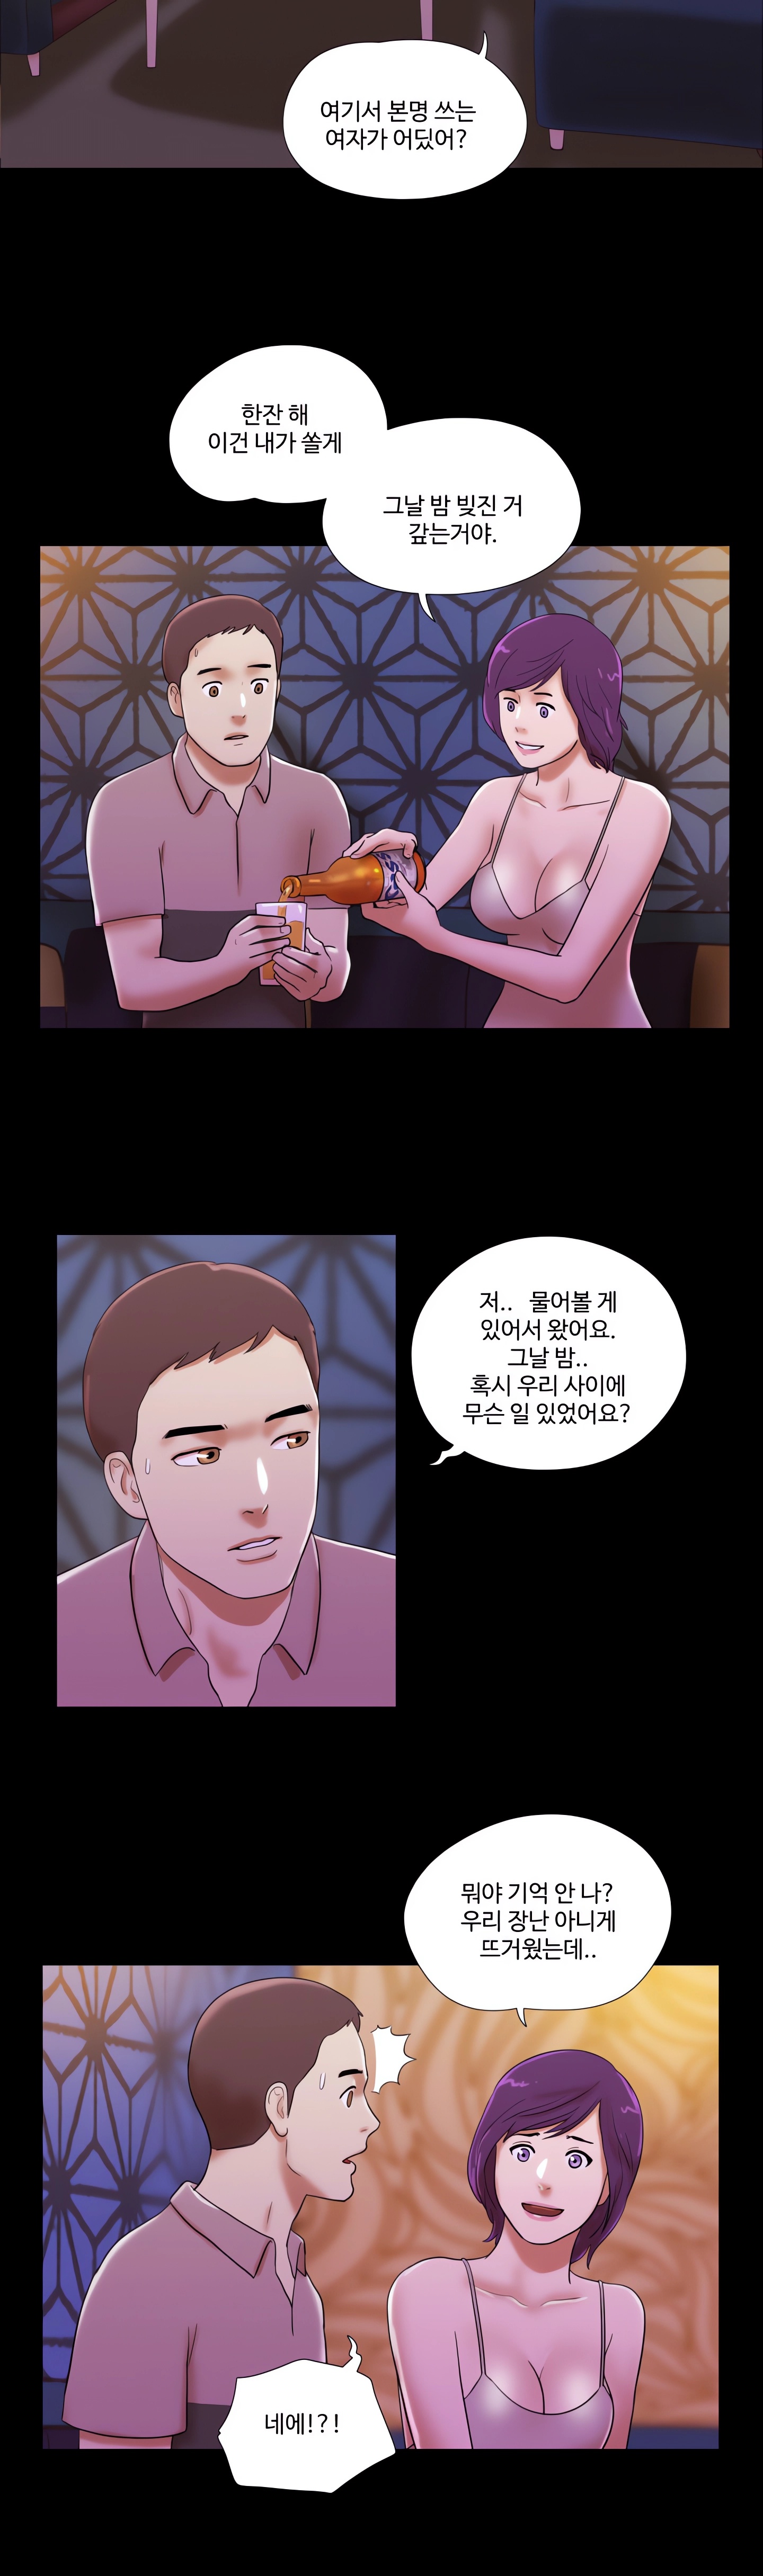 여기서 본명 쓰는
여자가 어딨어?
한잔 해
이건 내가 쏠게
그날 밤 빚진 거
갚는거야.
저.. 물어볼 게
있어서 왔어요.
그날 밤..
혹시 우리 사이에
무슨 일 있었어요?
뭐야 기억 안 나?
우리 장난 아니게
뜨거웠는데..
네에!?!